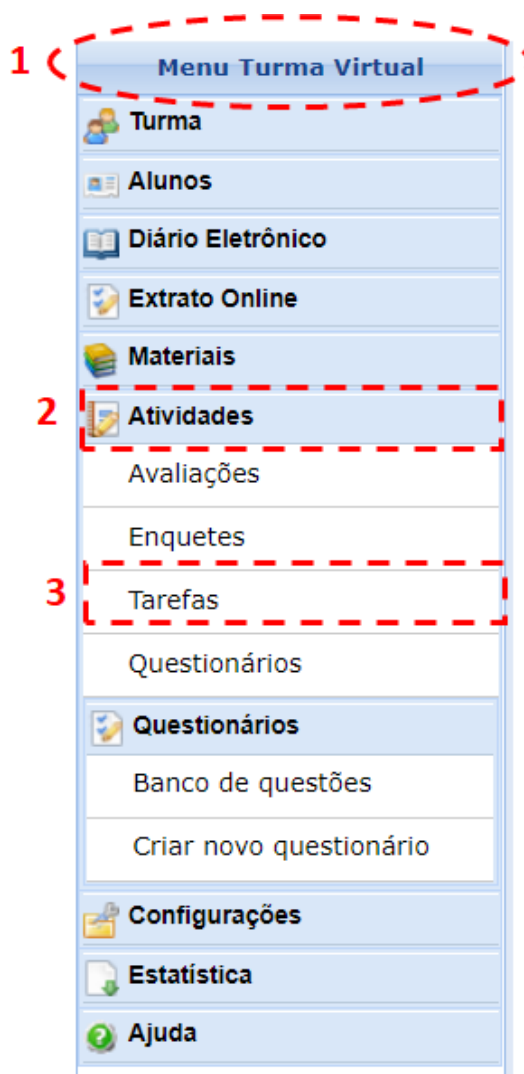 1 Menu Turma Virtual
Turma
Alunos
Diário Eletrônico
Extrato Online
Materiais
2 Atividades
Avaliações
Enquetes
3 Tarefas
Questionários
Questionários
Banco de questões
Criar novo questionário
Configurações
Estatística
Ajuda